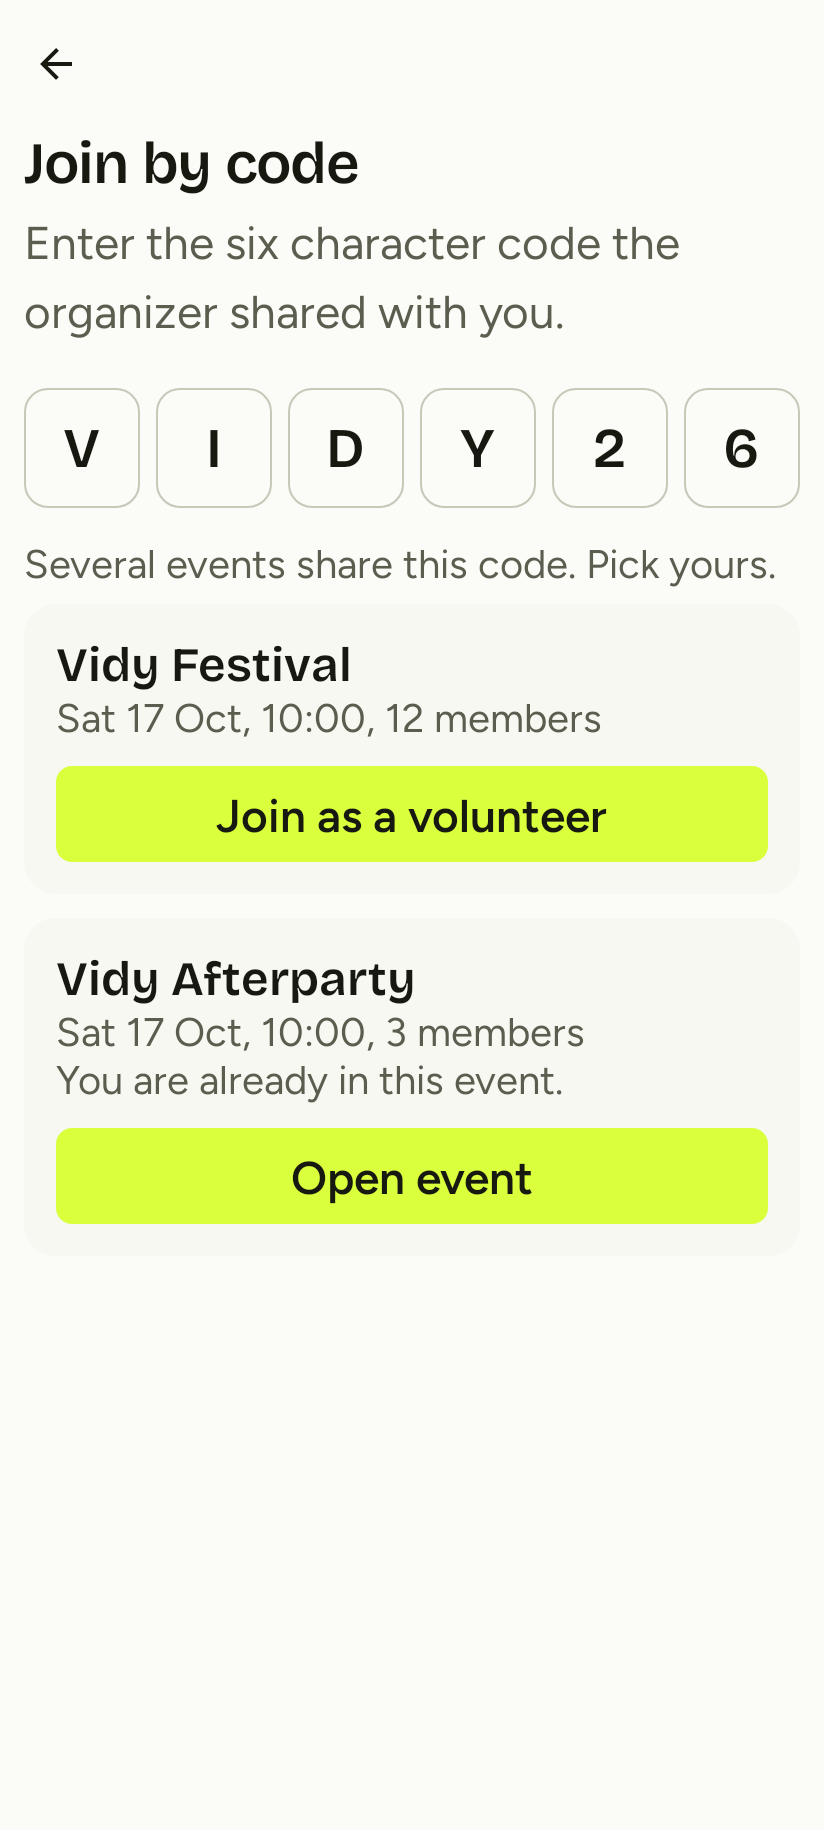 Join by code
Enter the six character code the
organizer shared with you.
V I D Y 2 6
Several events share this code. Pick yours.
Vidy Festival
Sat 17 Oct, 10:00, 12 members
Join as a volunteer
Vidy Afterparty
Sat 17 Oct, 10:00, 3 members
You are already in this event.
Open event